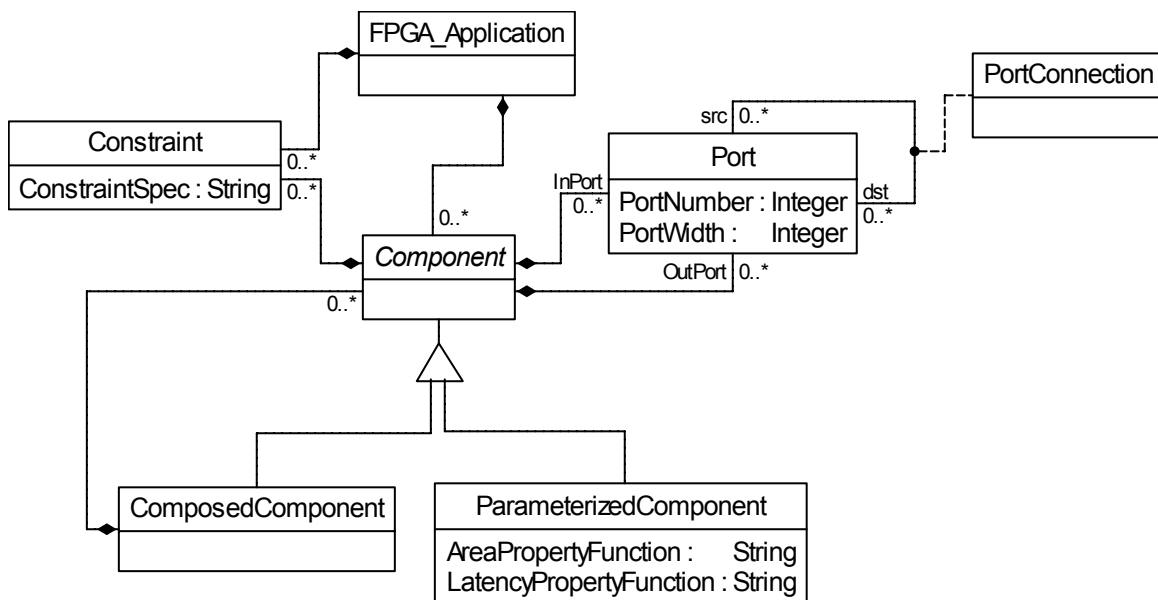 FPGA_Application
PortConnection
src 0..*
Constraint
Port
0..*
ConstraintSpec : String
0..*
InPort
0..*
PortNumber : Integer
PortWidth : Integer
dst
0..*
0..*
Component
OutPort 0..*
0..*
ComposedComponent
ParameterizedComponent
AreaPropertyFunction : String
LatencyPropertyFunction : String